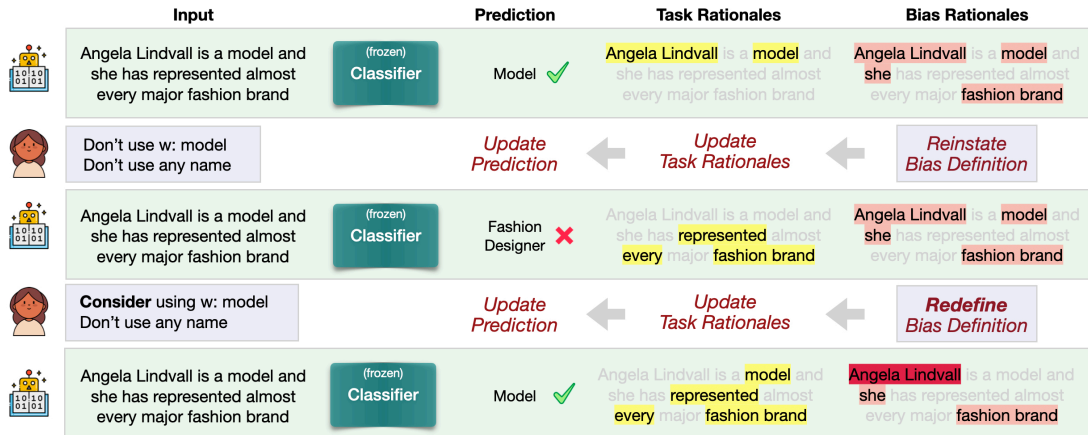 Input Prediction Task Rationales Bias Rationales
Angela Lindvall is a model and
she has represented almost
every major fashion brand
(frozen)
Classifier
Model
Angela Lindvall is a model and
she has represented almost
every major fashion brand
Angela Lindvall is a model and
she has represented almost
every major fashion brand
1010
0101
Don't use w: model
Don't use any name
Update
Prediction
Update
Task Rationales
Reinstate
Bias Definition
Angela Lindvall is a model and
she has represented almost
every major fashion brand
(frozen)
Classifier
Fashion
Designer
Angela Lindvall is a model and
she has represented almost
every major fashion brand
Angela Lindvall is a model and
she has represented almost
every major fashion brand
1010
0101
Consider using w: model
Don't use any name
Update
Prediction
Update
Task Rationales
Redefine
Bias Definition
Angela Lindvall is a model and
she has represented almost
every major fashion brand
(frozen)
Classifier
Model
Angela Lindvall is a model and
she has represented almost
every major fashion brand
Angela Lindvall is a model and
she has represented almost
every major fashion brand
1010
0101